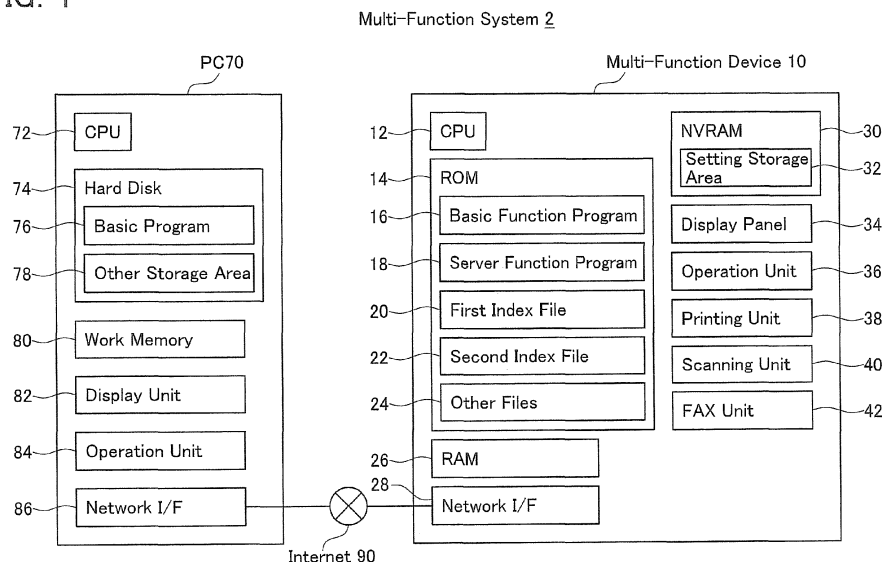 Multi-Function System 2
PC70
72 CPU
74 Hard Disk
76 Basic Program
78 Other Storage Area
80 Work Memory
82 Display Unit
84 Operation Unit
86 Network I/F
Internet 90
Multi-Function Device 10
12 CPU
14 ROM
16 Basic Function Program
18 Server Function Program
20 First Index File
22 Second Index File
24 Other Files
26 RAM
28 Network I/F
NVRAM 30
Setting Storage
Area 32
Display Panel 34
Operation Unit 36
Printing Unit 38
Scanning Unit 40
FAX Unit 42